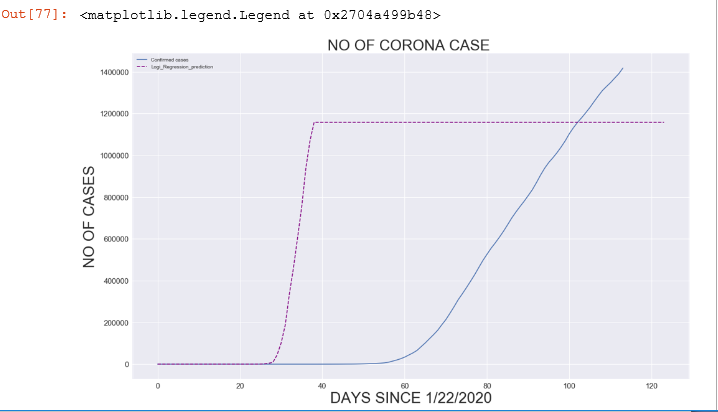 Out[77]: <matplotlib.legend.Legend at 0x2704a499b48>
NO OF CORONA CASE
Confirmed cases
Logi_Regression_prediction
1400000
1200000
1000000
800000
600000
400000
200000
0
NO OF CASES
0 20 40 60 80 100 120
DAYS SINCE 1/22/2020